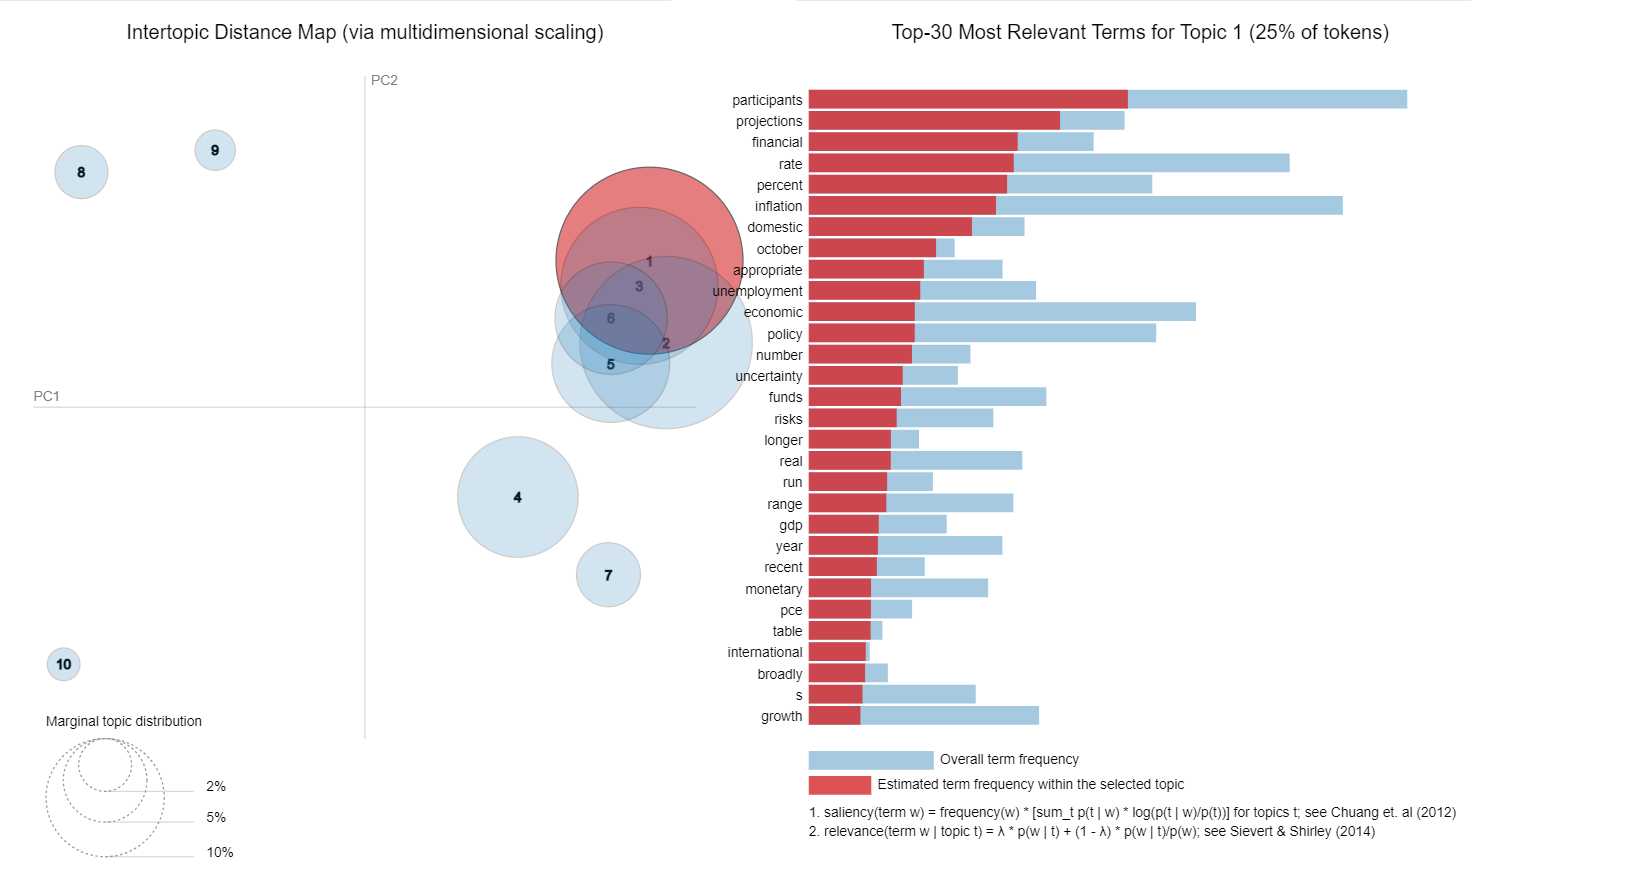 Intertopic Distance Map (via multidimensional scaling)
PC2
PC1
8
9
1
3
6
2
5
4
7
10
Marginal topic distribution
2%
5%
10%
Top-30 Most Relevant Terms for Topic 1 (25% of tokens)
participants
projections
financial
rate
percent
inflation
domestic
october
appropriate
unemployment
economic
policy
number
uncertainty
funds
risks
longer
real
run
range
gdp
year
recent
monetary
pce
table
international
broadly
s
growth
Overall term frequency
Estimated term frequency within the selected topic
1. saliency(term w) = frequency(w) * [sum_t p(t | w) * log(p(t | w)/p(t))] for topics t; see Chuang et. al (2012)
2. relevance(term w | topic t) = λ * p(w | t) + (1 - λ) * p(w | t)/p(w); see Sievert & Shirley (2014)